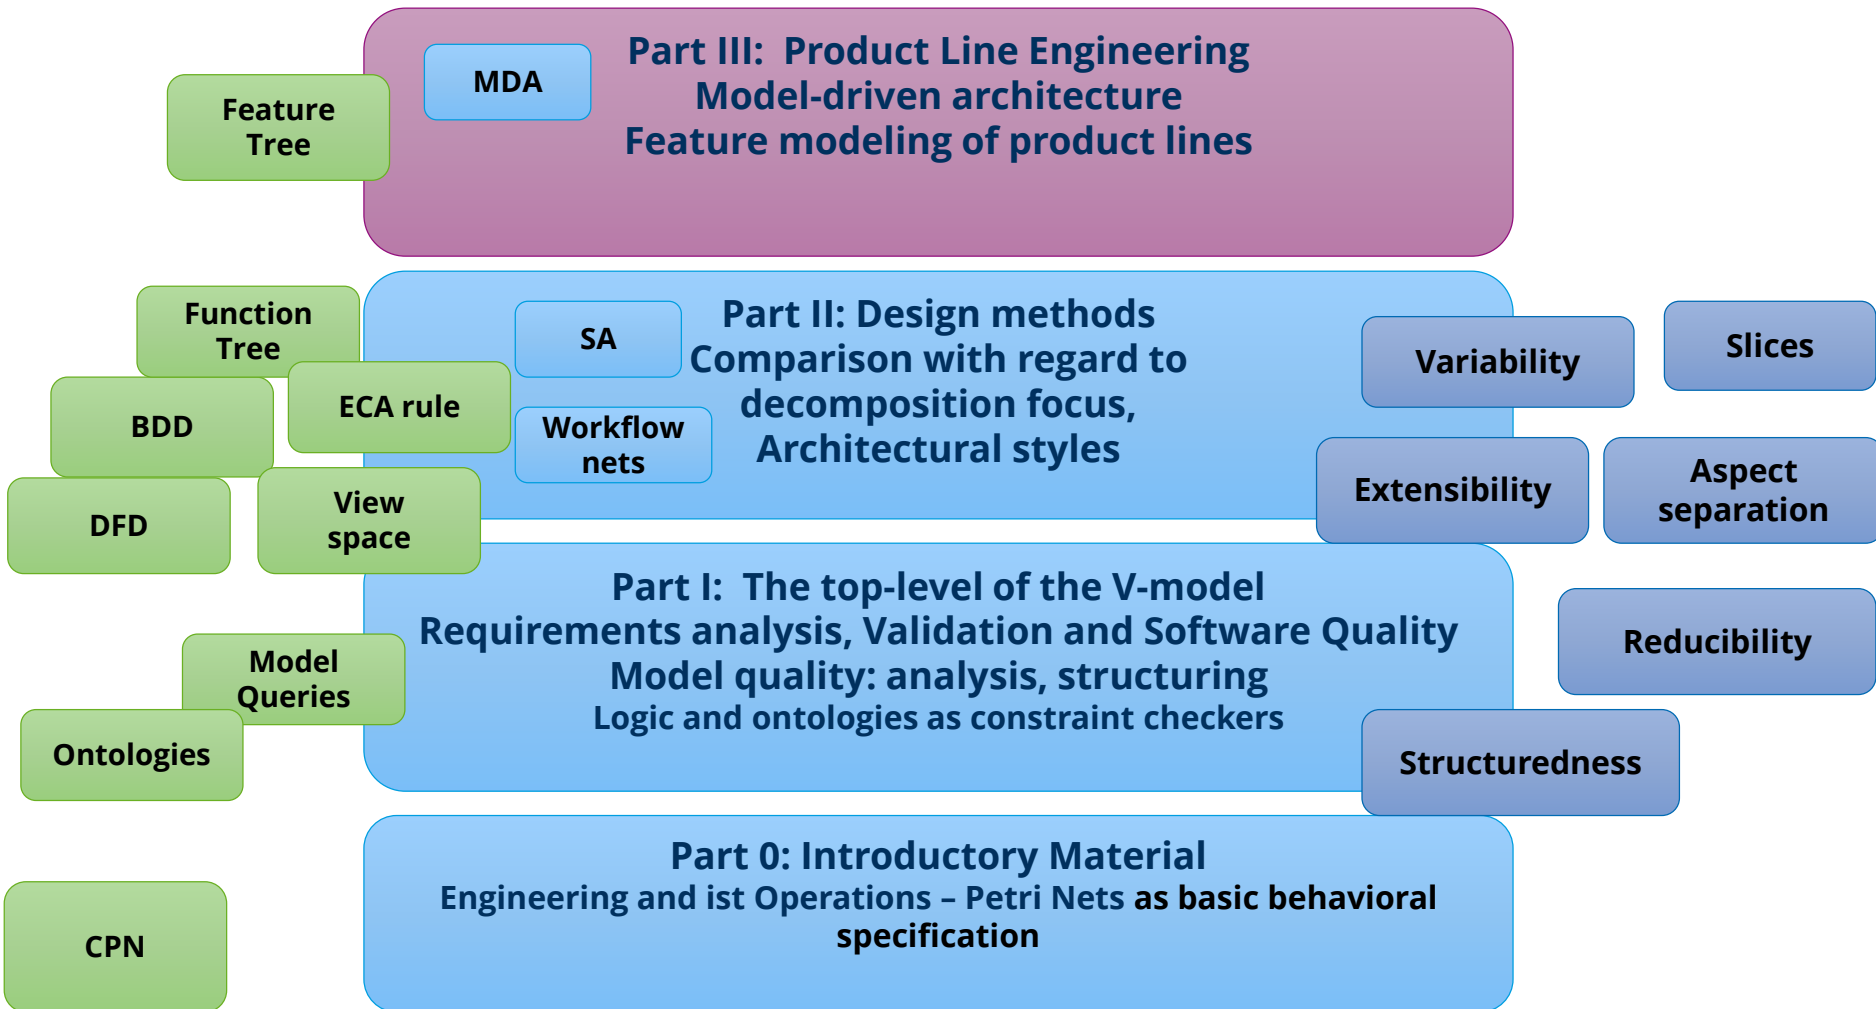 Part III: Product Line Engineering
Model-driven architecture
Feature modeling of product lines
MDA
Feature
Tree
Part II: Design methods
Comparison with regard to
decomposition focus,
Architectural styles
SA
Workflow
nets
Function
Tree
ECA rule
BDD
DFD
View
space
Variability
Slices
Extensibility
Aspect
separation
Part I: The top-level of the V-model
Requirements analysis, Validation and Software Quality
Model quality: analysis, structuring
Logic and ontologies as constraint checkers
Model
Queries
Ontologies
Reducibility
Structuredness
Part 0: Introductory Material
Engineering and ist Operations – Petri Nets as basic behavioral
specification
CPN